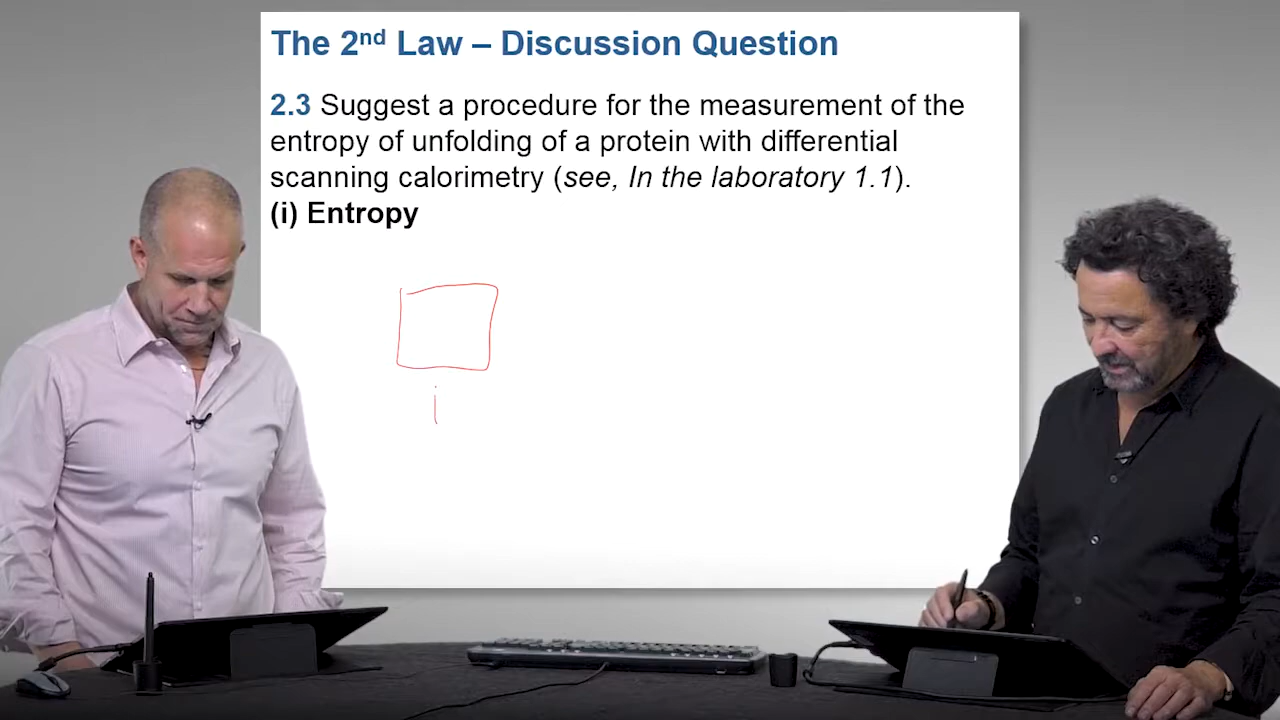 The 2nd Law – Discussion Question
2.3 Suggest a procedure for the measurement of the
entropy of unfolding of a protein with differential
scanning calorimetry (see, In the laboratory 1.1).
(i) Entropy
i